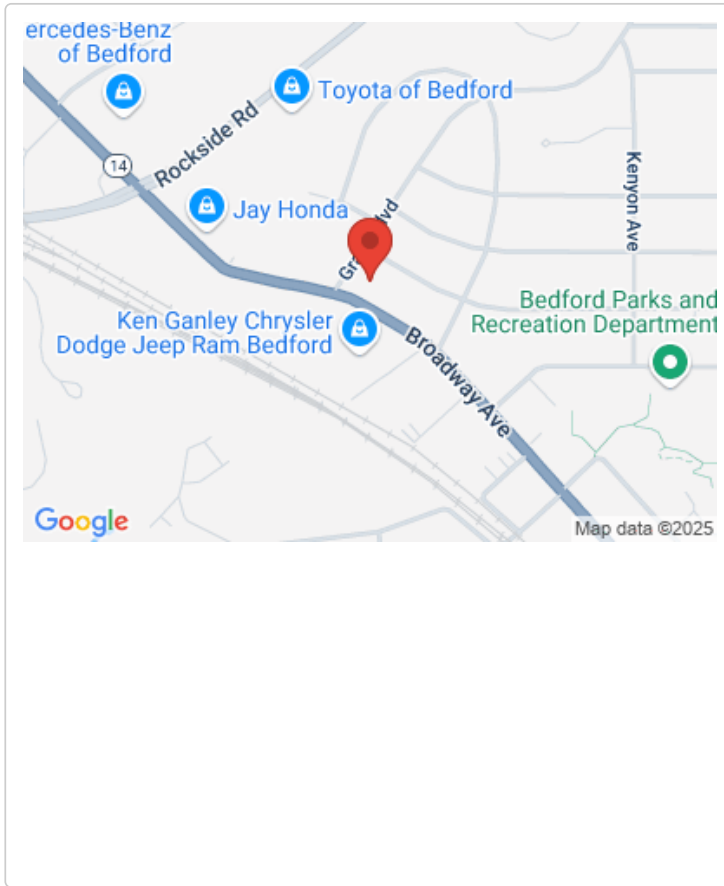 ercedes-Benz
of Bedford
Toyota of Bedford
Rockside Rd
14
Jay Honda
Kenyon Ave
Bedford Parks and
Recreation Department
Ken Ganley Chrysler
Dodge Jeep Ram Bedford
Broadway Ave
Google
Map data ©2025